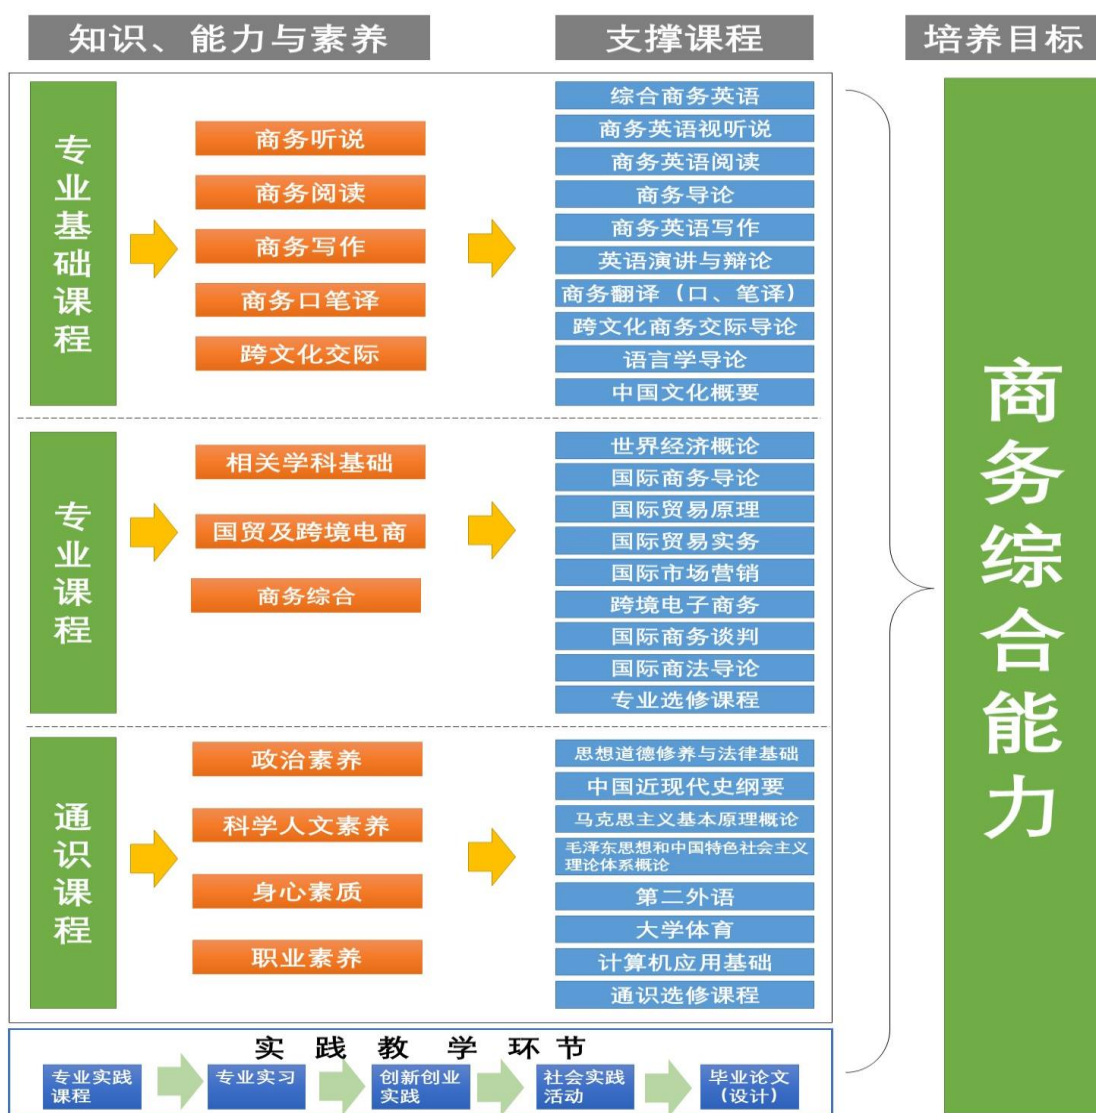 知识、能力与素养
支撑课程
培养目标
专业基础课程
商务听说
商务阅读
商务写作
商务口笔译
跨文化交际
综合商务英语
商务英语视听说
商务英语阅读
商务导论
商务英语写作
英语演讲与辩论
商务翻译（口、笔译）
跨文化商务交际导论
语言学导论
中国文化概要
专业课程
相关学科基础
国贸及跨境电商
商务综合
世界经济概论
国际商务导论
国际贸易原理
国际贸易实务
国际市场营销
跨境电子商务
国际商务谈判
国际商法导论
专业选修课程
通识课程
政治素养
科学人文素养
身心素质
职业素养
思想道德修养与法律基础
中国近现代史纲要
马克思主义基本原理概论
毛泽东思想和中国特色社会主义
理论体系概论
第二外语
大学体育
计算机应用基础
通识选修课程
商务综合能力
实践教学环节
专业实践
课程
专业实习
创新创业
实践
社会实践
活动
毕业论文
（设计）